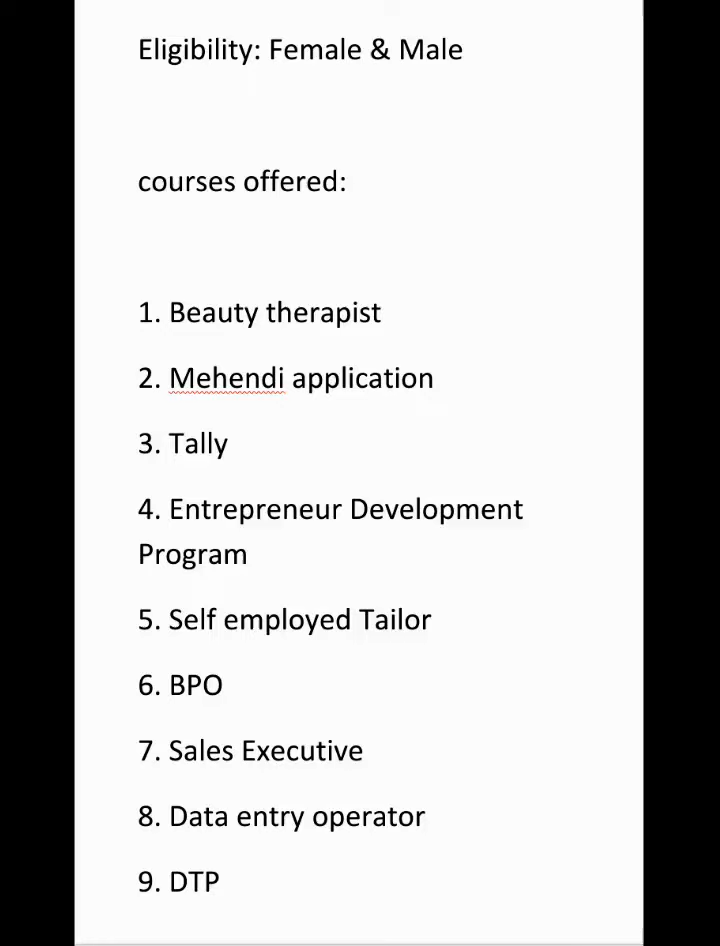 Eligibility: Female & Male
courses offered:
1. Beauty therapist
2. Mehendi application
3. Tally
4. Entrepreneur Development
Program
5. Self employed Tailor
6. BPO
7. Sales Executive
8. Data entry operator
9. DTP